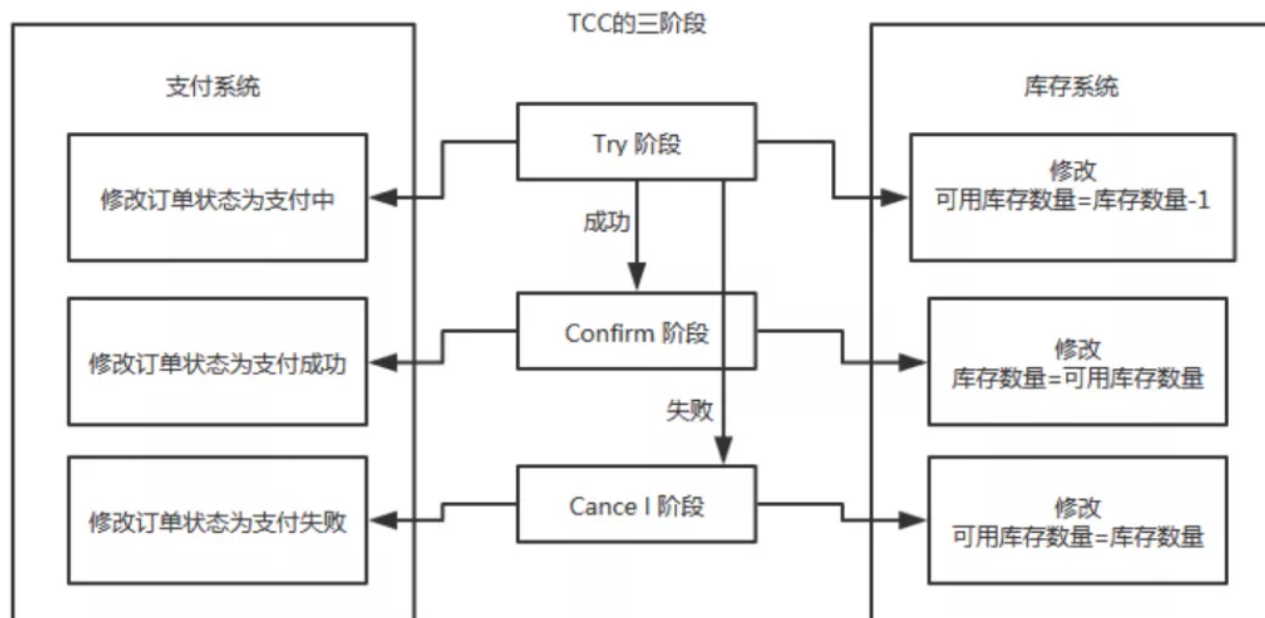 TCC的三阶段
支付系统
库存系统
Try 阶段
修改订单状态为支付中
修改
可用库存数量=库存数量-1
成功
Confirm 阶段
修改订单状态为支付成功
修改
库存数量=可用库存数量
失败
Cance l 阶段
修改订单状态为支付失败
修改
可用库存数量=库存数量